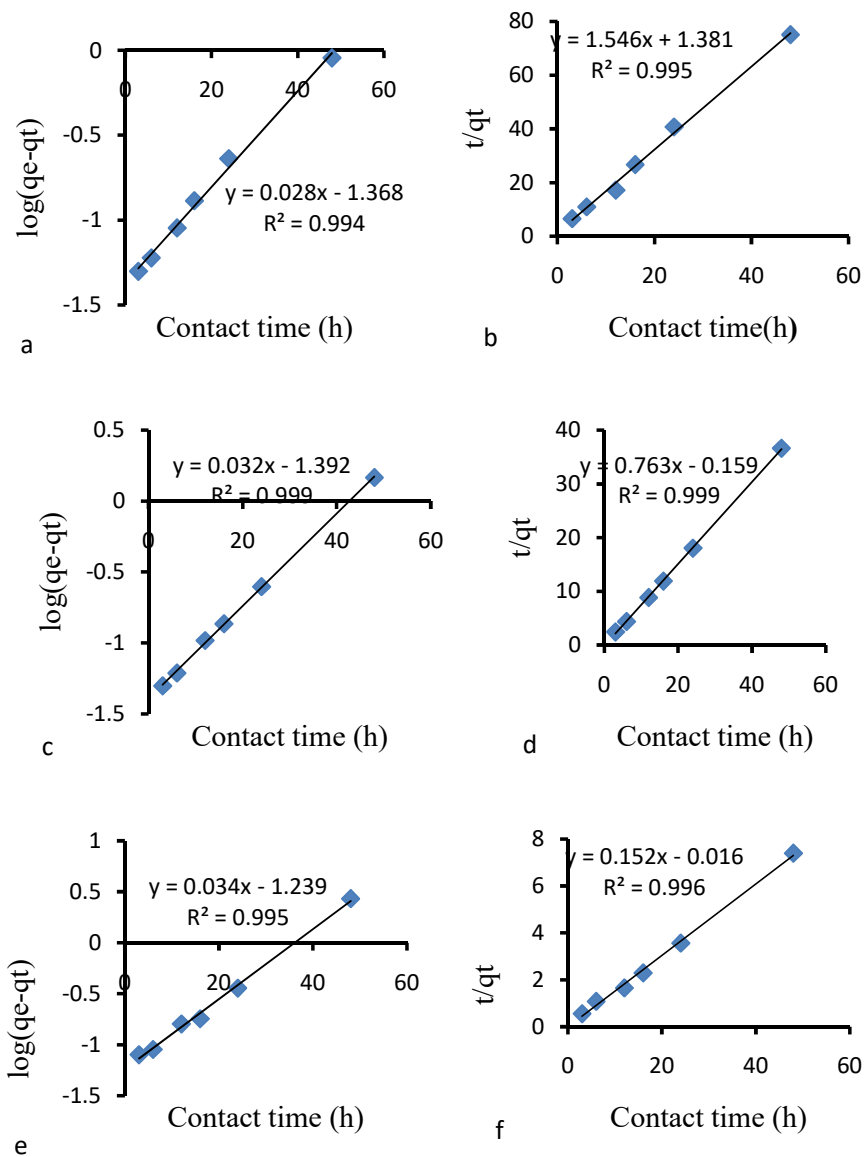 0
-0.5
-1
-1.5
0
20
40
60
y = 0.028x - 1.368
R² = 0.994
log(qe-qt)
Contact time (h)
a
80
60
40
20
0
0
20
40
60
y = 1.546x + 1.381
R² = 0.995
t/qt
Contact time(h)
b
0.5
0
-0.5
-1
-1.5
0
20
40
60
y = 0.032x - 1.392
R² = 0.999
log(qe-qt)
Contact time (h)
c
40
30
20
10
0
0
20
40
60
y = 0.763x - 0.159
R² = 0.999
t/qt
Contact time (h)
d
1
0.5
0
-0.5
-1
-1.5
0
20
40
60
y = 0.034x - 1.239
R² = 0.995
log(qe-qt)
Contact time (h)
e
8
6
4
2
0
0
20
40
60
y = 0.152x - 0.016
R² = 0.996
t/qt
Contact time (h)
f